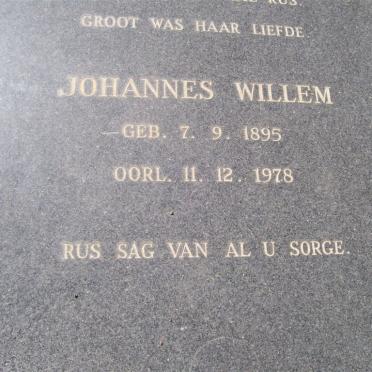 RUS.
GROOT WAS HAAR LIEFDE.
JOHANNES WILLEM
GEB. 7. 9. 1895
OORL. 11. 12. 1978
RUS SAG VAN AL U SORGE.